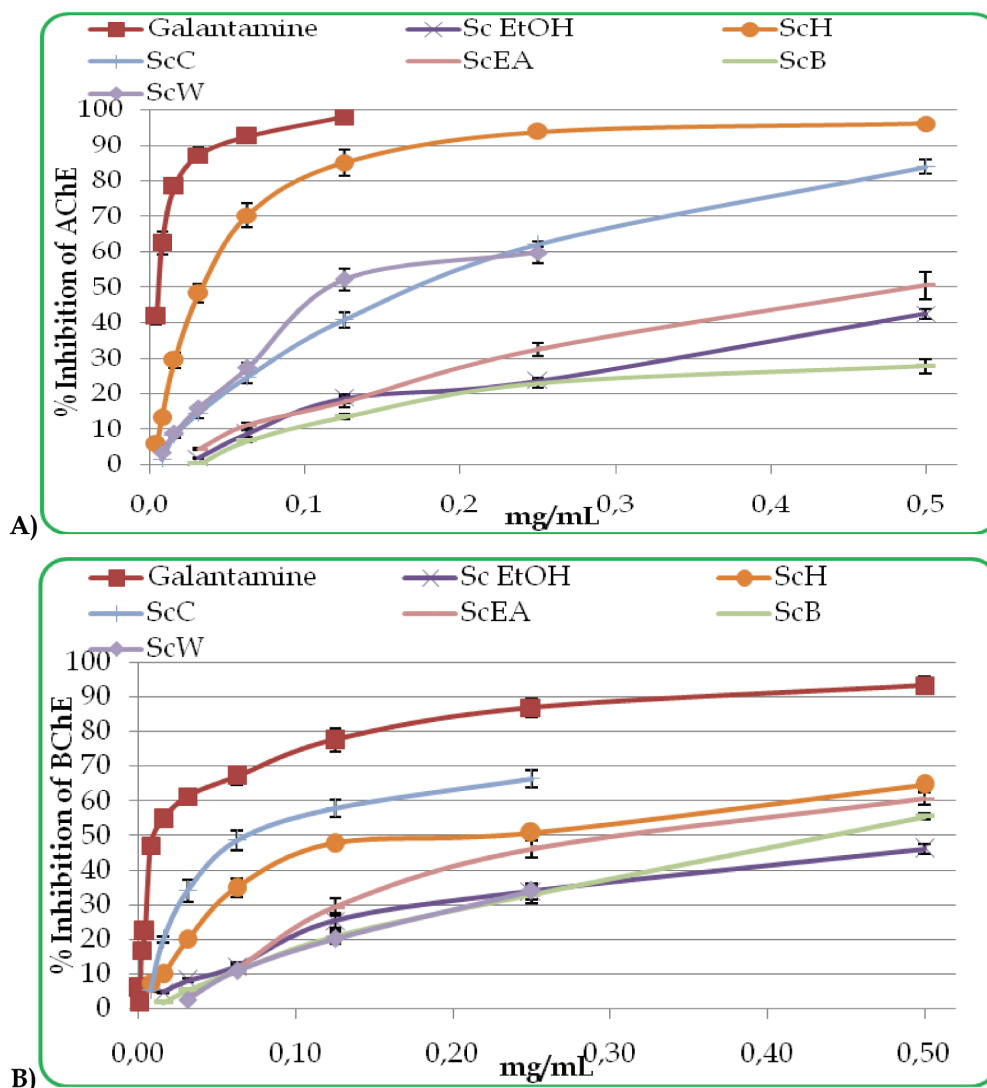 Galantamine Sc EtOH ScH
ScC ScEA ScB
ScW
100
90
80
70
60
50
40
30
20
10
0
% Inhibition of AChE
0,0 0,1 0,2 0,3 0,4 0,5
mg/mL
A)
Galantamine Sc EtOH ScH
ScC ScEA ScB
ScW
100
90
80
70
60
50
40
30
20
10
0
% Inhibition of BChE
0,00 0,10 0,20 0,30 0,40 0,50
mg/mL
B)